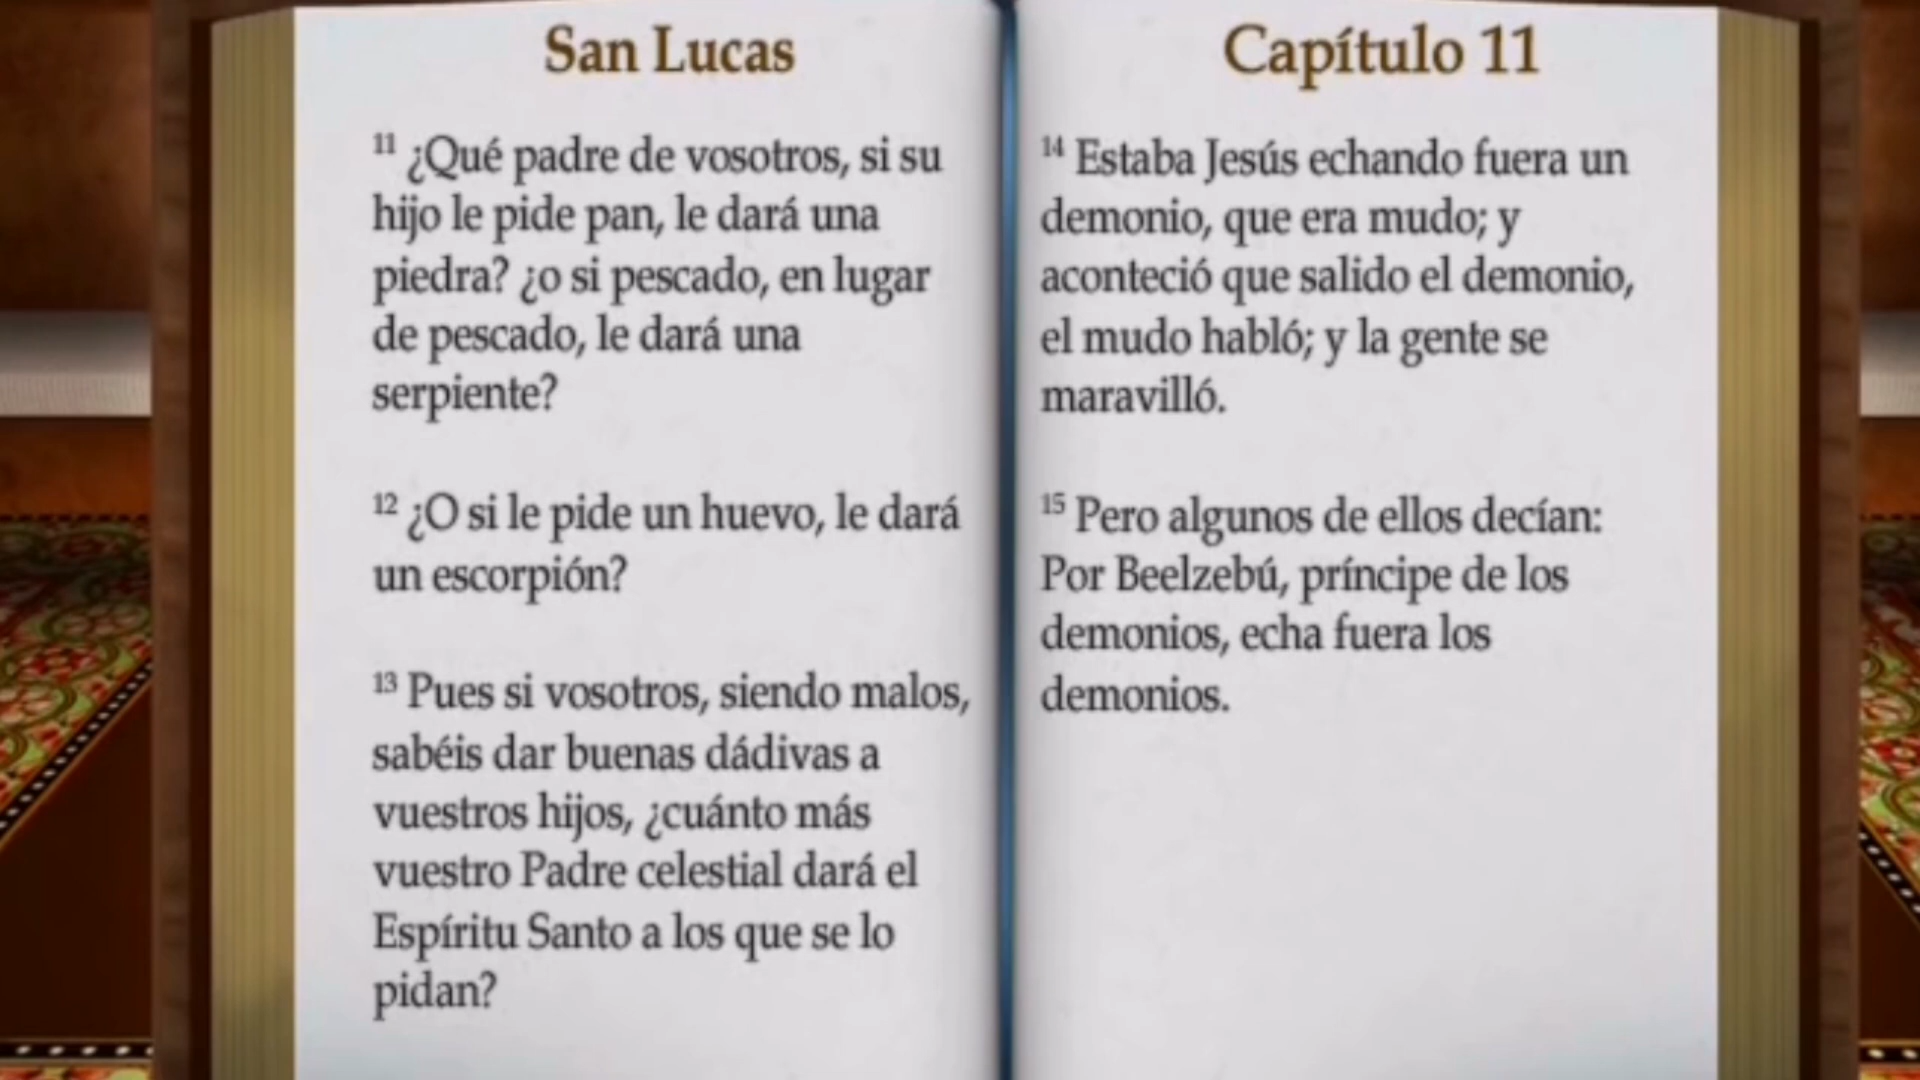 San Lucas
11 ¿Qué padre de vosotros, si su
hijo le pide pan, le dará una
piedra? ¿o si pescado, en lugar
de pescado, le dará una
serpiente?
12 ¿O si le pide un huevo, le dará
un escorpión?
13 Pues si vosotros, siendo malos,
sabéis dar buenas dádivas a
vuestros hijos, ¿cuánto más
vuestro Padre celestial dará el
Espíritu Santo a los que se lo
pidan?
Capítulo 11
14 Estaba Jesús echando fuera un
demonio, que era mudo; y
aconteció que salido el demonio,
el mudo habló; y la gente se
maravilló.
15 Pero algunos de ellos decían:
Por Beelzebú, príncipe de los
demonios, echa fuera los
demonios.